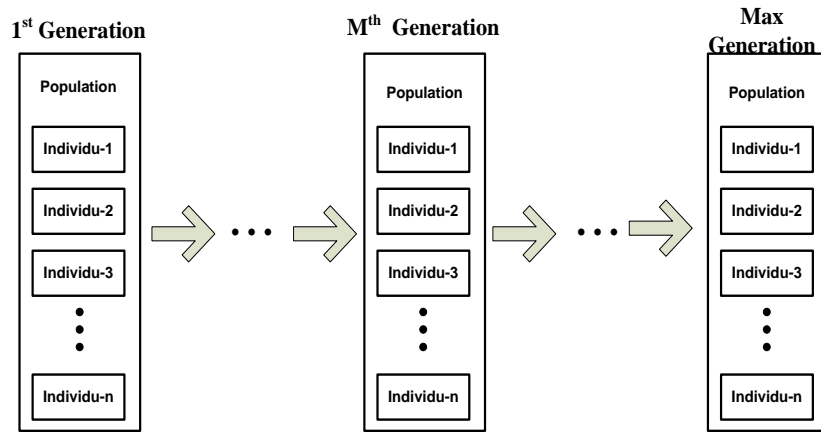 1st Generation
Population
Individu-1
Individu-2
Individu-3
Individu-n
Mth Generation
Population
Individu-1
Individu-2
Individu-3
Individu-n
Max
Generation
Population
Individu-1
Individu-2
Individu-3
Individu-n